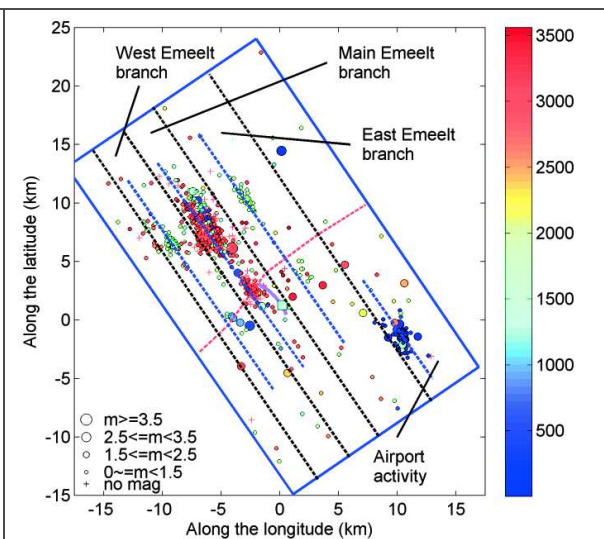 West Emeelt
branch
Main Emeelt
branch
East Emeelt
branch
Airport
activity
m>=3.5
2.5<=m<3.5
1.5<=m<2.5
0~=m<1.5
no mag
Along the latitude (km)
25
20
15
10
5
0
-5
-10
-15
-15
-10
-5
0
5
10
15
Along the longitude (km)
3500
3000
2500
2000
1500
1000
500